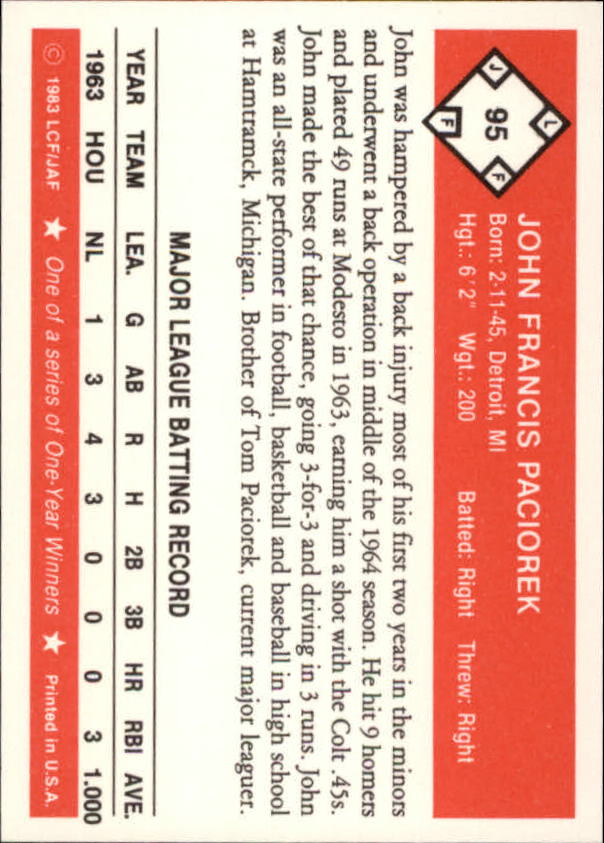 L
J 95 F
F
JOHN FRANCIS PACIOREK
Born: 2-11-45, Detroit, MI
Hgt.: 6'2" Wgt.: 200 Batted: Right Threw: Right
John was hampered by a back injury most of his first two years in the minors
and underwent a back operation in middle of the 1964 season. He hit 9 homers
and plated 49 runs at Modesto in 1963, earning him a shot with the Colt .45s.
John made the best of that chance, going 3-for-3 and driving in 3 runs. John
was an all-state performer in football, basketball and baseball in high school
at Hamtramck, Michigan. Brother of Tom Paciorek, current major leaguer.
MAJOR LEAGUE BATTING RECORD
YEAR TEAM LEA. G AB R H 2B 3B HR RBI AVE.
1963 HOU NL 1 3 4 3 0 0 0 3 1.000
© 1983 LCF/JAF ★ One of a series of One-Year Winners ★ Printed in U.S.A.